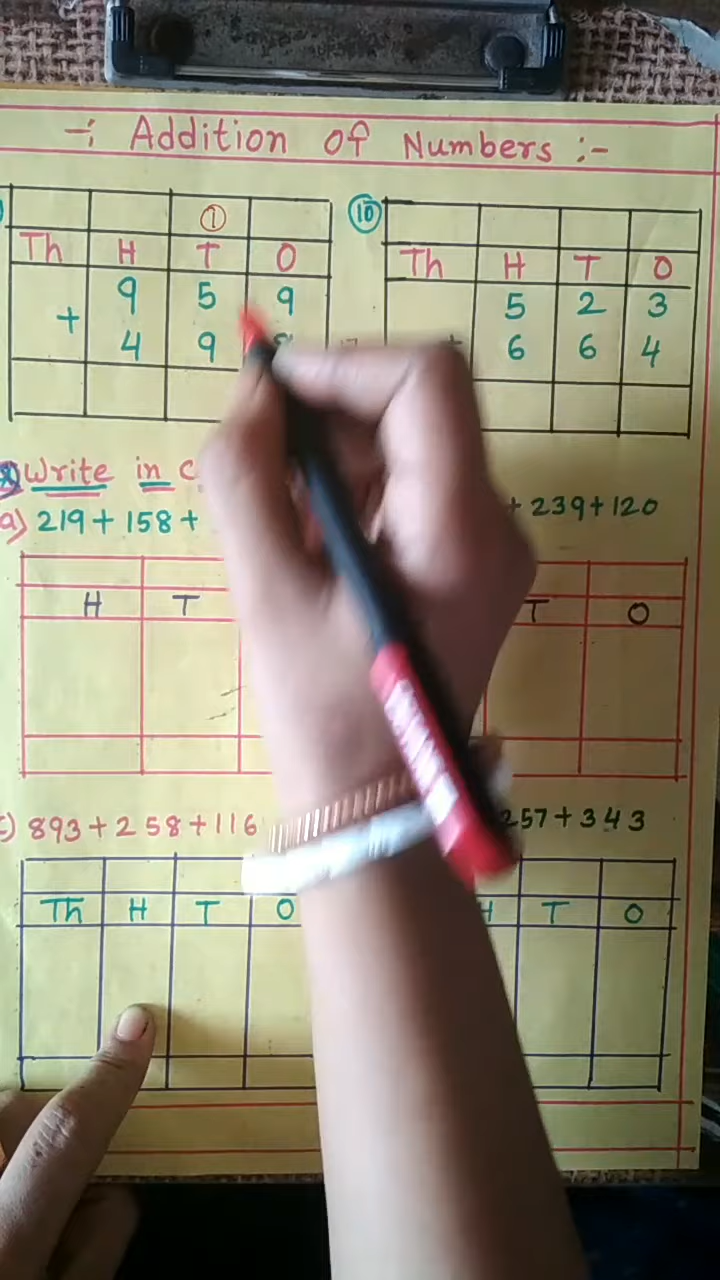 -: Addition of Numbers :-
1
Th H T O
9 5 9
+ 4 9
10
Th H T O
5 2 3
+ 6 6 4
Write in
a) 219+158+
+ 239+120
H T
T O
893+258+116
257+343
Th H T O
H T O